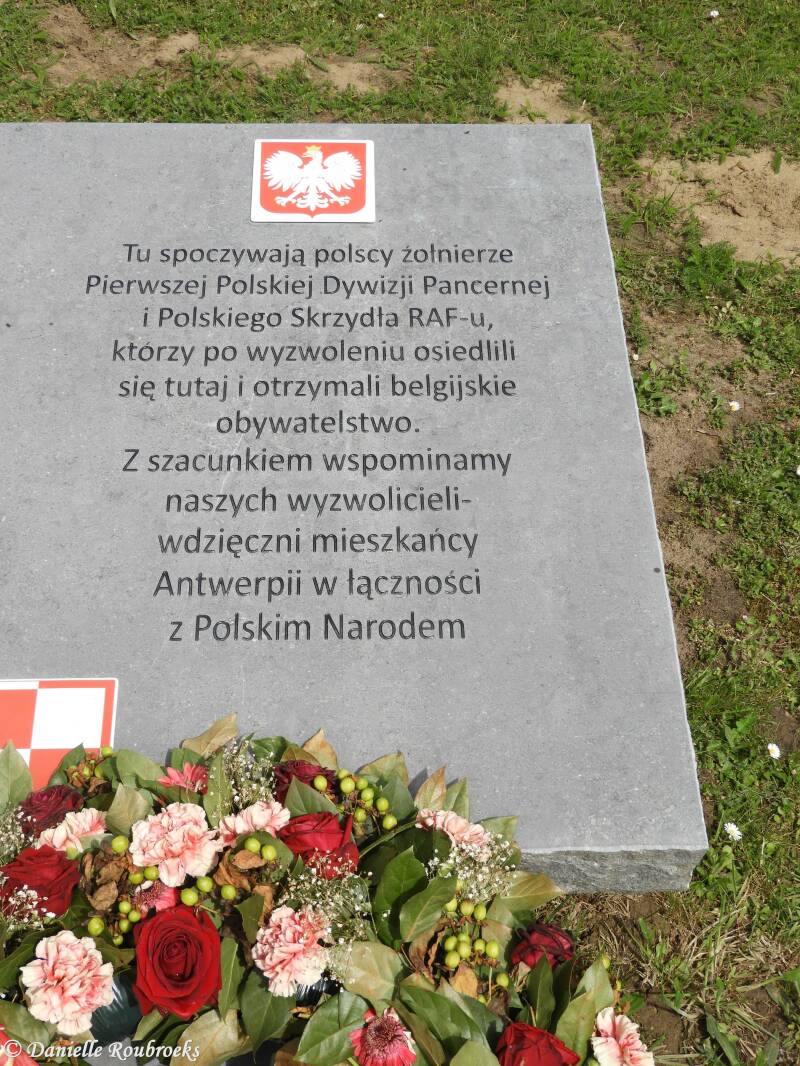 Tu spoczywają polscy żołnierze
Pierwszej Polskiej Dywizji Pancernej
i Polskiego Skrzydła RAF-u,
którzy po wyzwoleniu osiedlili
się tutaj i otrzymali belgijskie
obywatelstwo.
Z szacunkiem wspominamy
naszych wyzwolicieli-
wdzięczni mieszkańcy
Antwerpii w łączności
z Polskim Narodem
© Danielle Roubroeks